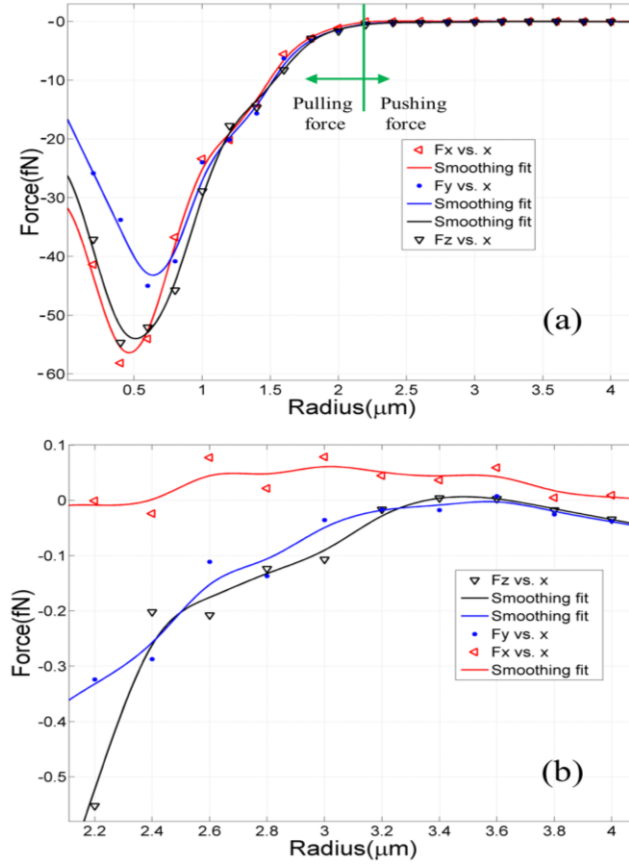 -0
-10
-20
-30
-40
-50
-60
Force(fN)
Pulling force
Pushing force
Fx vs. x
Smoothing fit
Fy vs. x
Smoothing fit
Smoothing fit
Fz vs. x
(a)
0.5 1 1.5 2 2.5 3 3.5 4
Radius(μm)
0.1
0
-0.1
-0.2
-0.3
-0.4
-0.5
Force(fN)
Fz vs. x
Smoothing fit
Smoothing fit
Fy vs. x
Fx vs. x
Smoothing fit
(b)
2.2 2.4 2.6 2.8 3 3.2 3.4 3.6 3.8 4
Radius(μm)